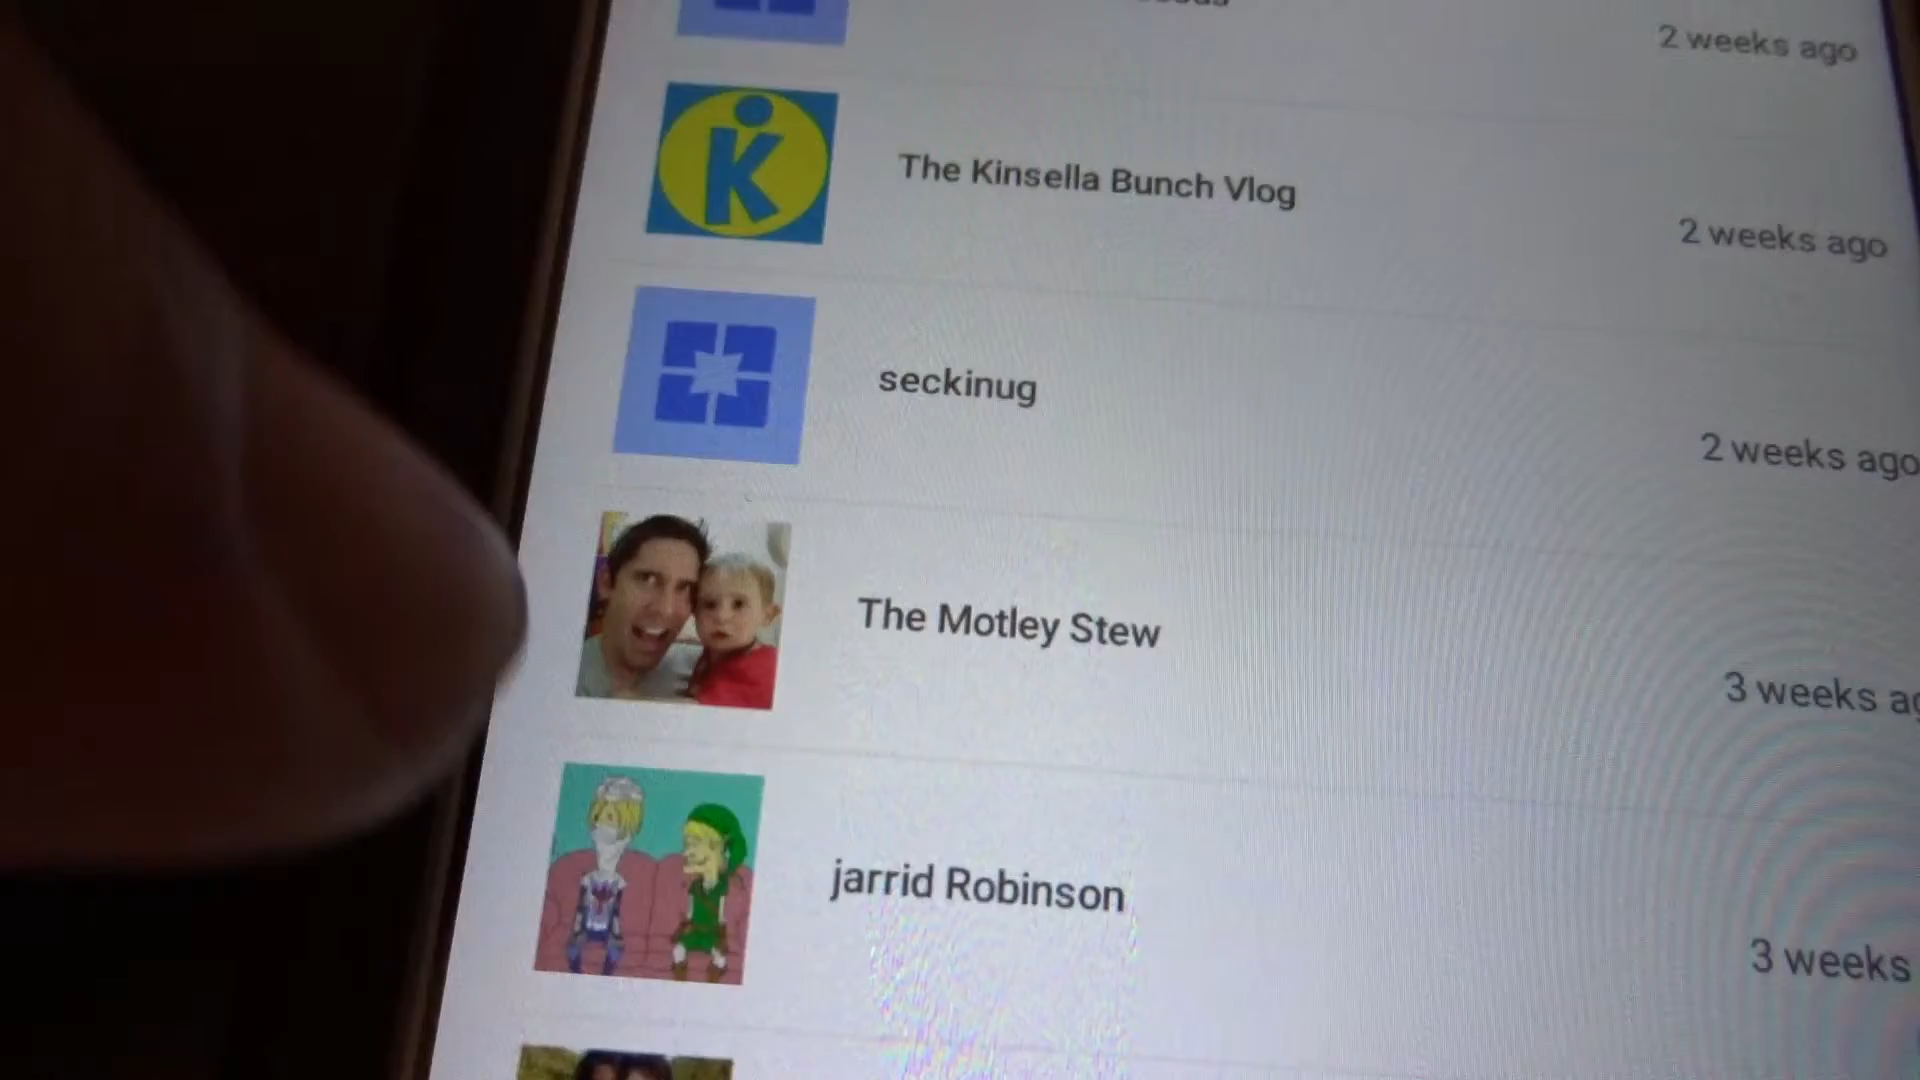 2 weeks ago
K
The Kinsella Bunch Vlog
2 weeks ago
seckinug
2 weeks ago
The Motley Stew
3 weeks
jarrid Robinson
3 weeks